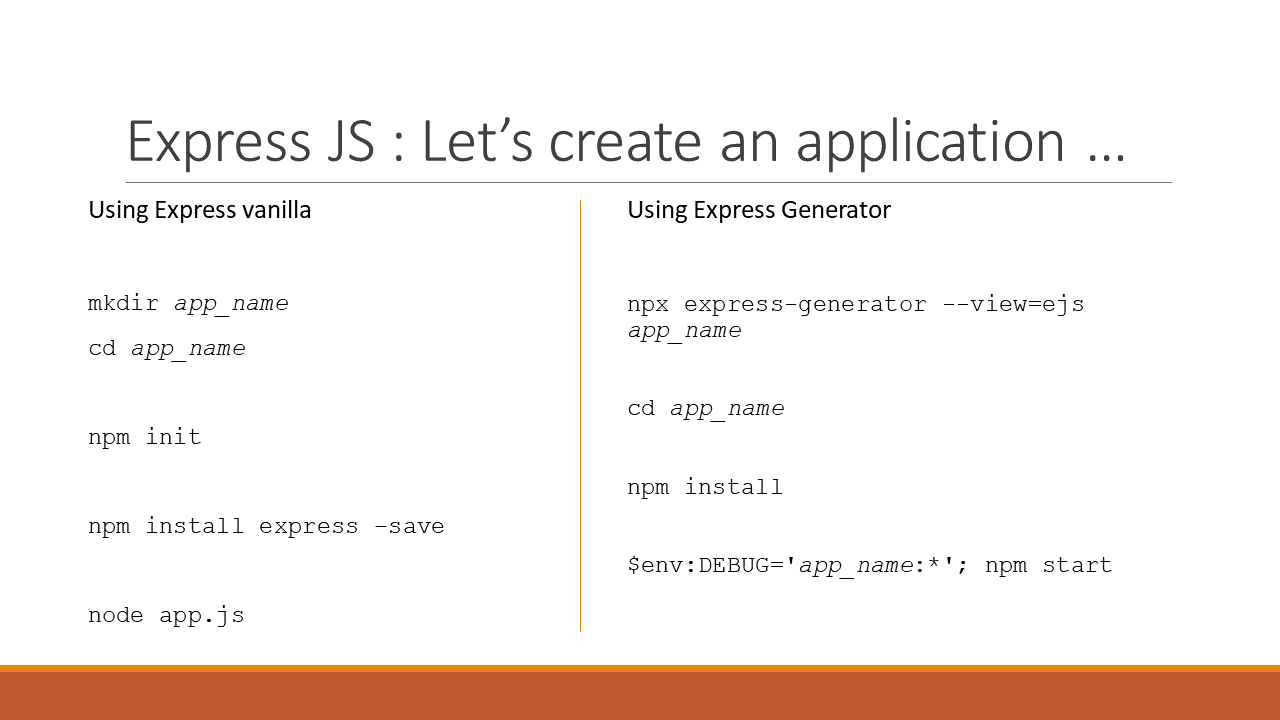 Express JS : Let’s create an application …
Using Express vanilla
mkdir app_name
cd app_name
npm init
npm install express –save
node app.js
Using Express Generator
npx express-generator --view=ejs
app_name
cd app_name
npm install
$env:DEBUG='app_name:*'; npm start